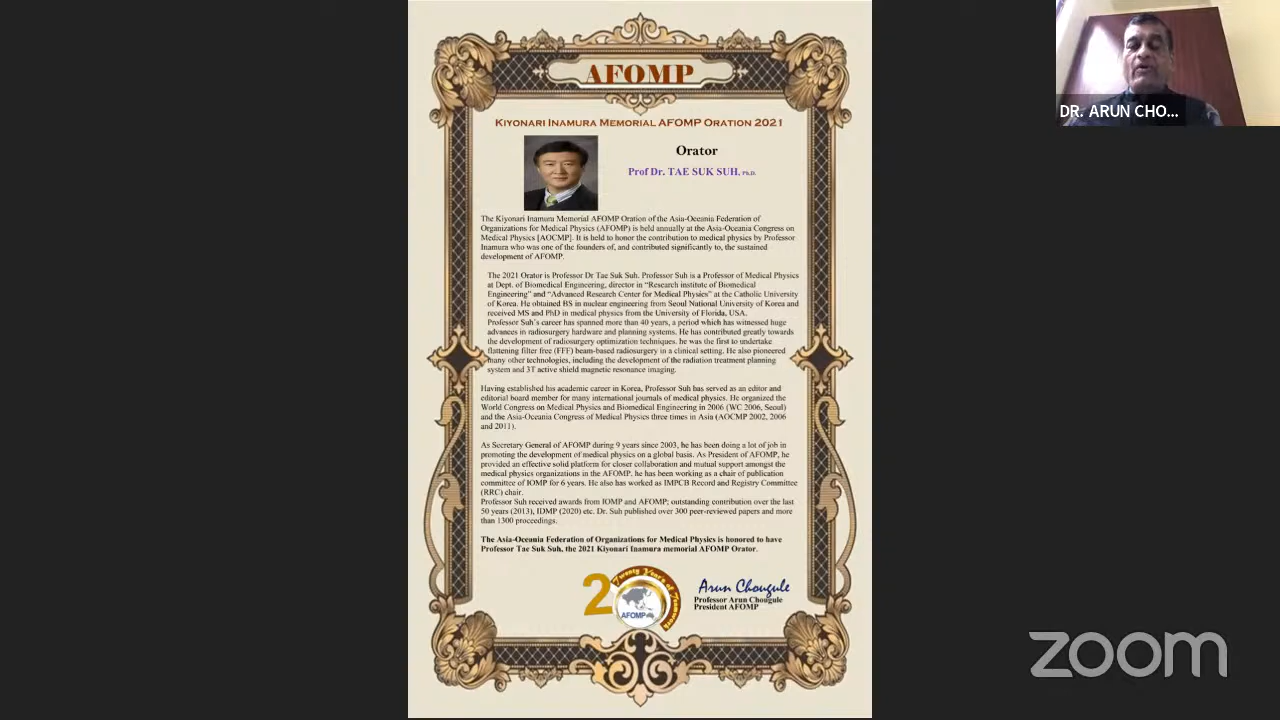 AFOMP
KIYONARI INAMURA MEMORIAL AFOMP ORATION 2021
Orator
Prof Dr. TAE SUK SUH, Ph.D.
The Kiyonari Inamura Memorial AFOMP Oration of the Asia-Oceania Federation of
Organizations for Medical Physics (AFOMP) is held annually at the Asia-Oceania Congress on
Medical Physics [AOCMP]. It is held to honor the contribution to medical physics by Professor
Inamura who was one of the founders of, and contributed significantly to, the sustained
development of AFOMP.
The 2021 Orator is Professor Dr Tae Suk Suh. Professor Suh is a Professor of Medical Physics
at Dept. of Biomedical Engineering, director in "Research institute of Biomedical
Engineering" and "Advanced Research Center for Medical Physics" at the Catholic University
of Korea. He obtained BS in nuclear engineering from Seoul National University of Korea and
received MS and PhD in medical physics from the University of Florida, USA.
Professor Suh's career has spanned more than 40 years, a period which has witnessed huge
advances in radiosurgery hardware and planning systems. He has contributed greatly towards
the development of radiosurgery optimization techniques. he was the first to undertake
flattening filter free (FFF) beam-based radiosurgery in a clinical setting. He also pioneered
many other technologies, including the development of the radiation treatment planning
system and 3T active shield magnetic resonance imaging.
Having established his academic career in Korea, Professor Suh has served as an editor and
editorial board member for many international journals of medical physics. He organized the
World Congress on Medical Physics and Biomedical Engineering in 2006 (WC 2006, Seoul)
and the Asia-Oceania Congress of Medical Physics three times in Asia (AOCMP 2002, 2006
and 2011).
As Secretary General of AFOMP during 9 years since 2003, he has been doing a lot of job in
promoting the development of medical physics on a global basis. As President of AFOMP, he
provided an effective solid platform for closer collaboration and mutual support amongst the
medical physics organizations in the AFOMP. he has been working as a chair of publication
committee of IOMP for 6 years. He also has worked as IMPCB Record and Registry Committee
(RRC) chair.
Professor Suh received awards from IOMP and AFOMP; outstanding contribution over the last
50 years (2013), IDMP (2020) etc. Dr. Suh published over 300 peer-reviewed papers and more
than 1300 proceedings.
The Asia-Oceania Federation of Organizations for Medical Physics is honored to have
Professor Tae Suk Suh, the 2021 Kiyonari Inamura memorial AFOMP Orator.
2
Twenty Years of Teamwork
AFOMP
Arun Chougule
Professor Arun Chougule
President AFOMP
DR. ARUN CHO...
zoom